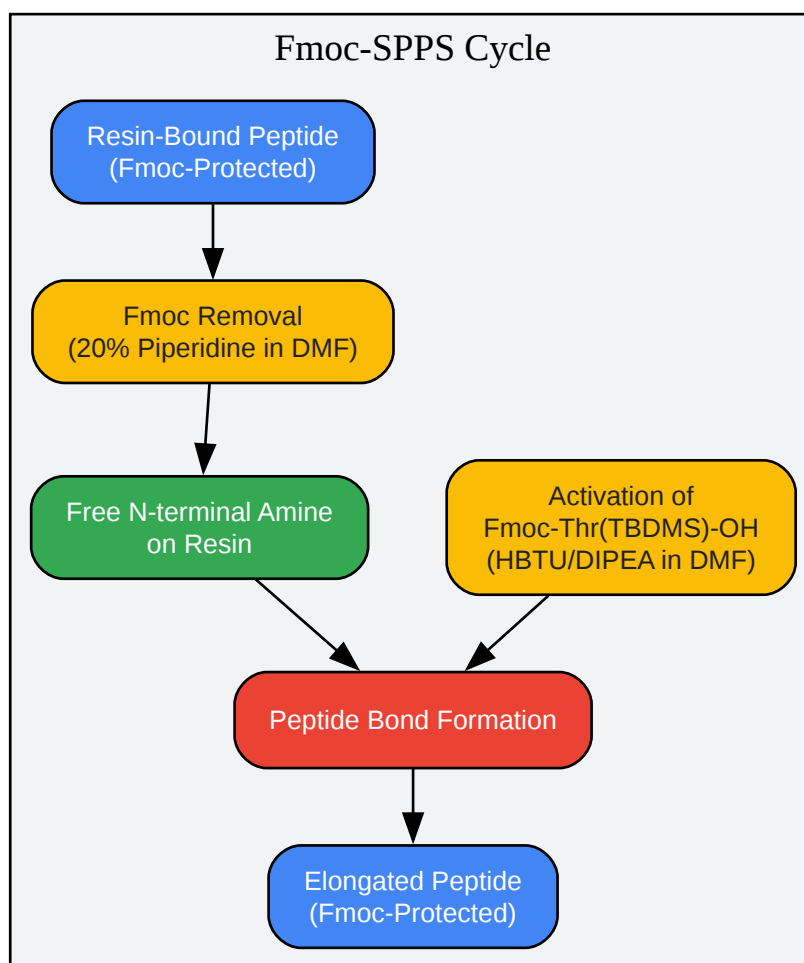 Fmoc-SPPS Cycle
Resin-Bound Peptide
(Fmoc-Protected)
Fmoc Removal
(20% Piperidine in DMF)
Free N-terminal Amine
on Resin
Activation of
Fmoc-Thr(TBDMS)-OH
(HBTU/DIPEA in DMF)
Peptide Bond Formation
Elongated Peptide
(Fmoc-Protected)